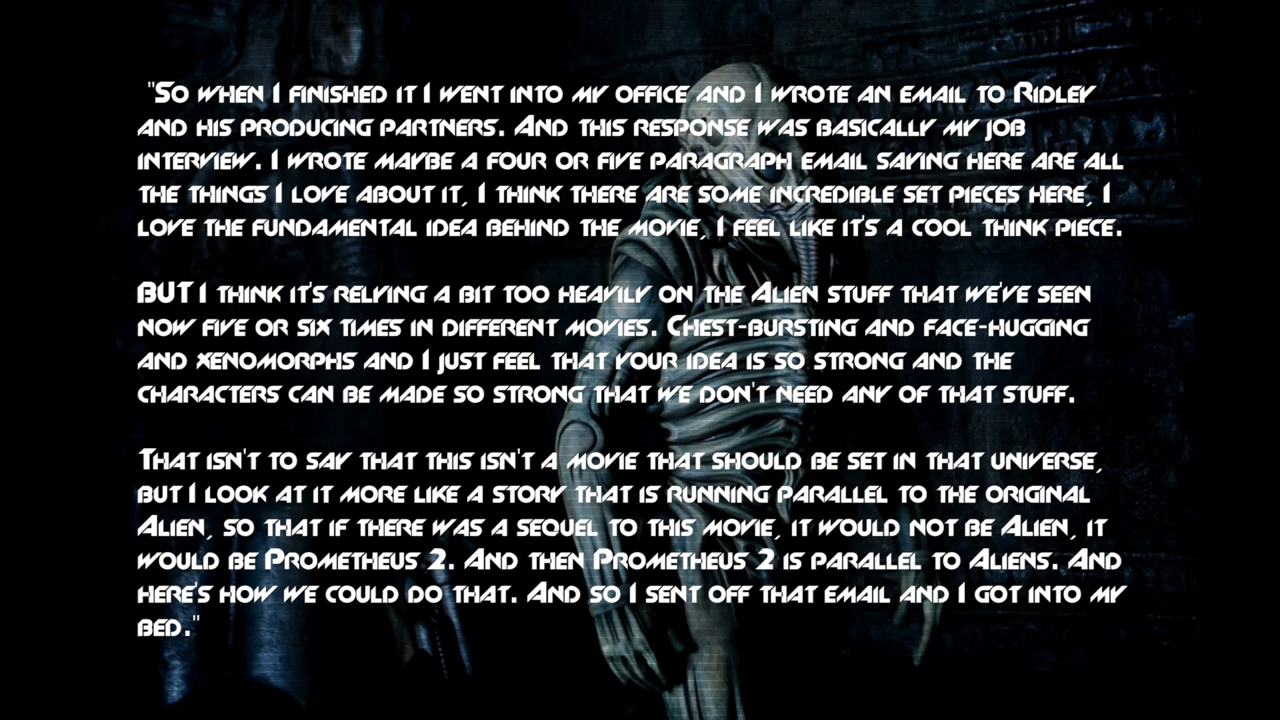 "So when I finished it I went into my office and I wrote an email to Ridley
and his producing partners. And this response was basically my job
interview. I wrote maybe a four or five paragraph email saying here are all
the things I love about it, I think there are some incredible set pieces here, I
love the fundamental idea behind the movie, I feel like it's a cool think piece.
BUT I think it's relying a bit too heavily on the Alien stuff that we've seen
now five or six times in different movies. Chest-bursting and face-hugging
and xenomorphs and I just feel that your idea is so strong and the
characters can be made so strong that we don't need any of that stuff.
That isn't to say that this isn't a movie that should be set in that universe,
but I look at it more like a story that is running parallel to the original
Alien, so that if there was a sequel to this movie, it would not be Alien, it
would be Prometheus 2. And then Prometheus 2 is parallel to Aliens. And
here's how we could do that. And so I sent off that email and I got into my
bed."